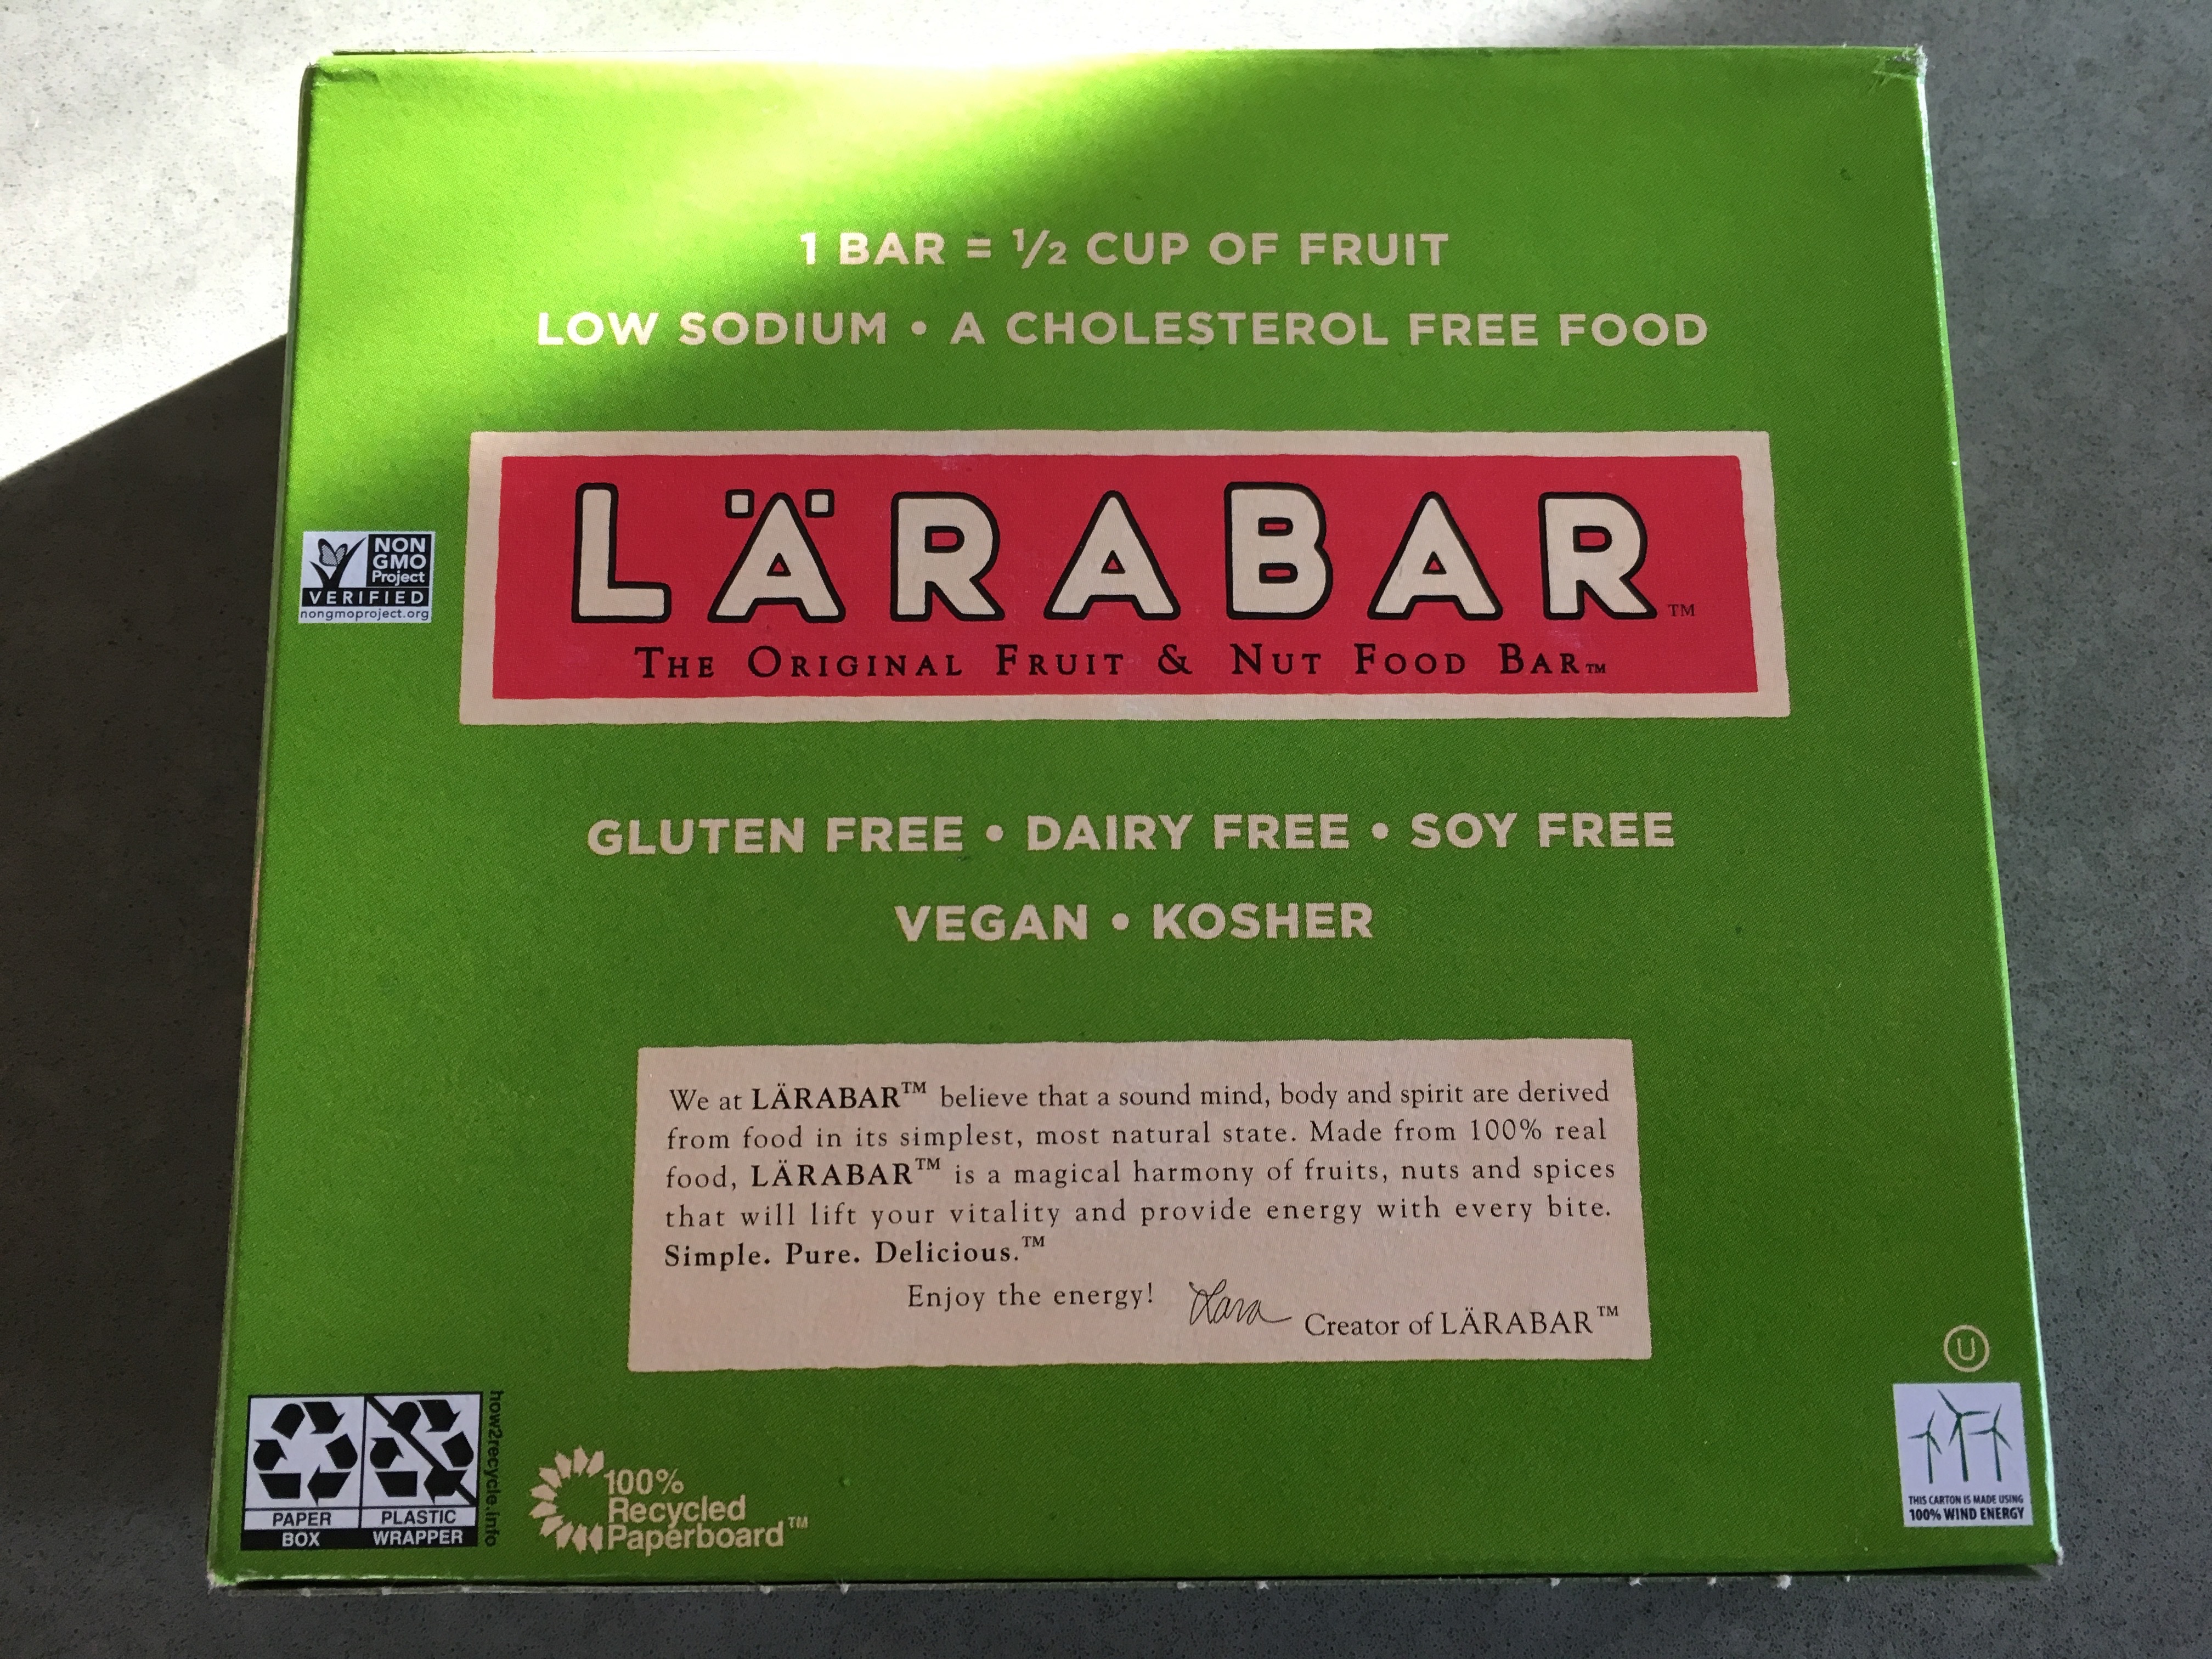 1 BAR = ½ CUP OF FRUIT
LOW SODIUM • A CHOLESTEROL FREE FOOD
NON
GMO
Project
VERIFIED
nongmoproject.org
LÄRABAR™
THE ORIGINAL FRUIT & NUT FOOD BAR™
GLUTEN FREE • DAIRY FREE • SOY FREE
VEGAN • KOSHER
We at LÄRABAR™ believe that a sound mind, body and spirit are derived
from food in its simplest, most natural state. Made from 100% real
food, LÄRABAR™ is a magical harmony of fruits, nuts and spices
that will lift your vitality and provide energy with every bite.
Simple. Pure. Delicious.™
Enjoy the energy! Lara Creator of LÄRABAR™
PAPER
BOX
PLASTIC
WRAPPER
how2recycle.info
100%
Recycled
Paperboard™
U
THIS CARTON IS MADE USING
100% WIND ENERGY